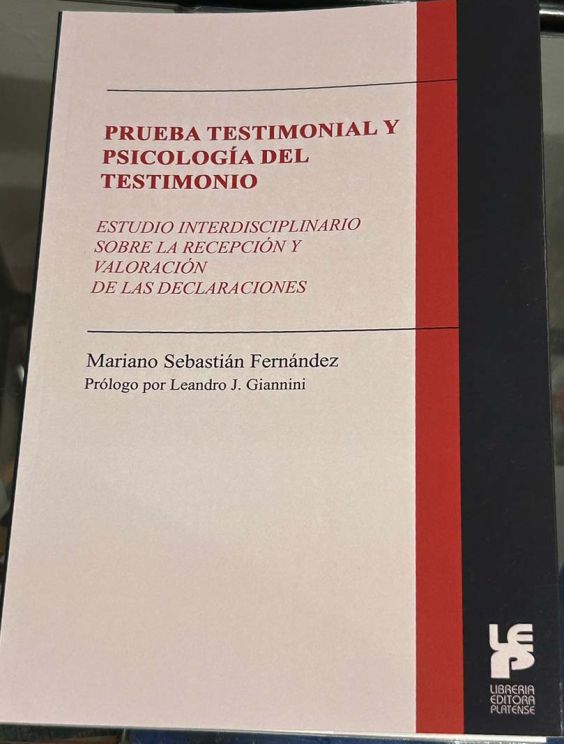 PRUEBA TESTIMONIAL Y
PSICOLOGÍA DEL
TESTIMONIO
ESTUDIO INTERDISCIPLINARIO
SOBRE LA RECEPCIÓN Y
VALORACIÓN
DE LAS DECLARACIONES
Mariano Sebastián Fernández
Prólogo por Leandro J. Giannini
LEP
LIBRERIA
EDITORA
PLATENSE